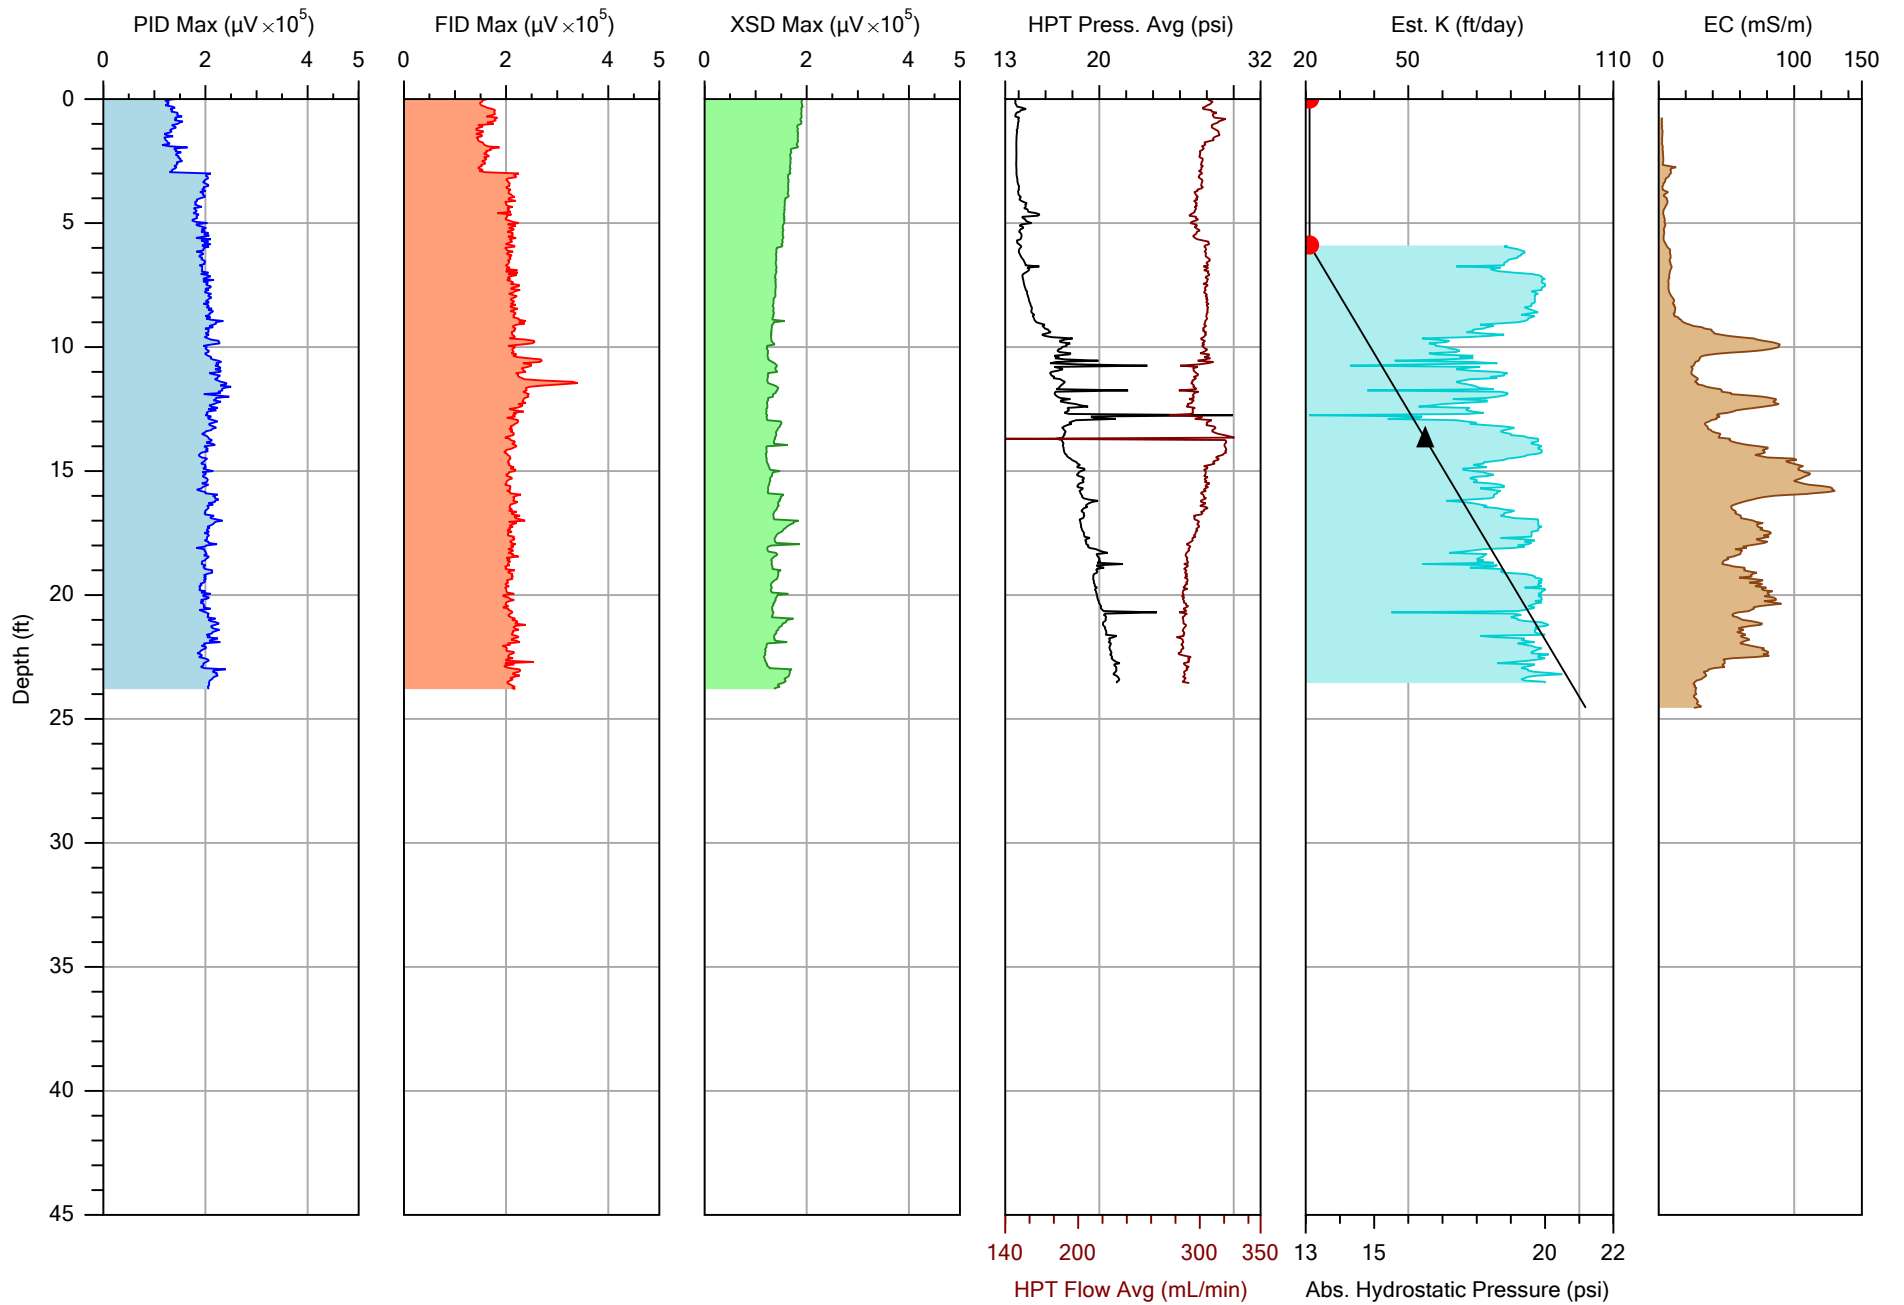 PID Max (µV ×10⁵) FID Max (µV ×10⁵) XSD Max (µV ×10⁵) HPT Press. Avg (psi) Est. K (ft/day) EC (mS/m)
0 2 4 5 0 2 4 5 0 2 4 5 13 20 32 20 50 110 0 100 150
0
5
10
15
20
25
30
35
40
45
Depth (ft)
140 200 300 350 13 15 20 22
HPT Flow Avg (mL/min) Abs. Hydrostatic Pressure (psi)